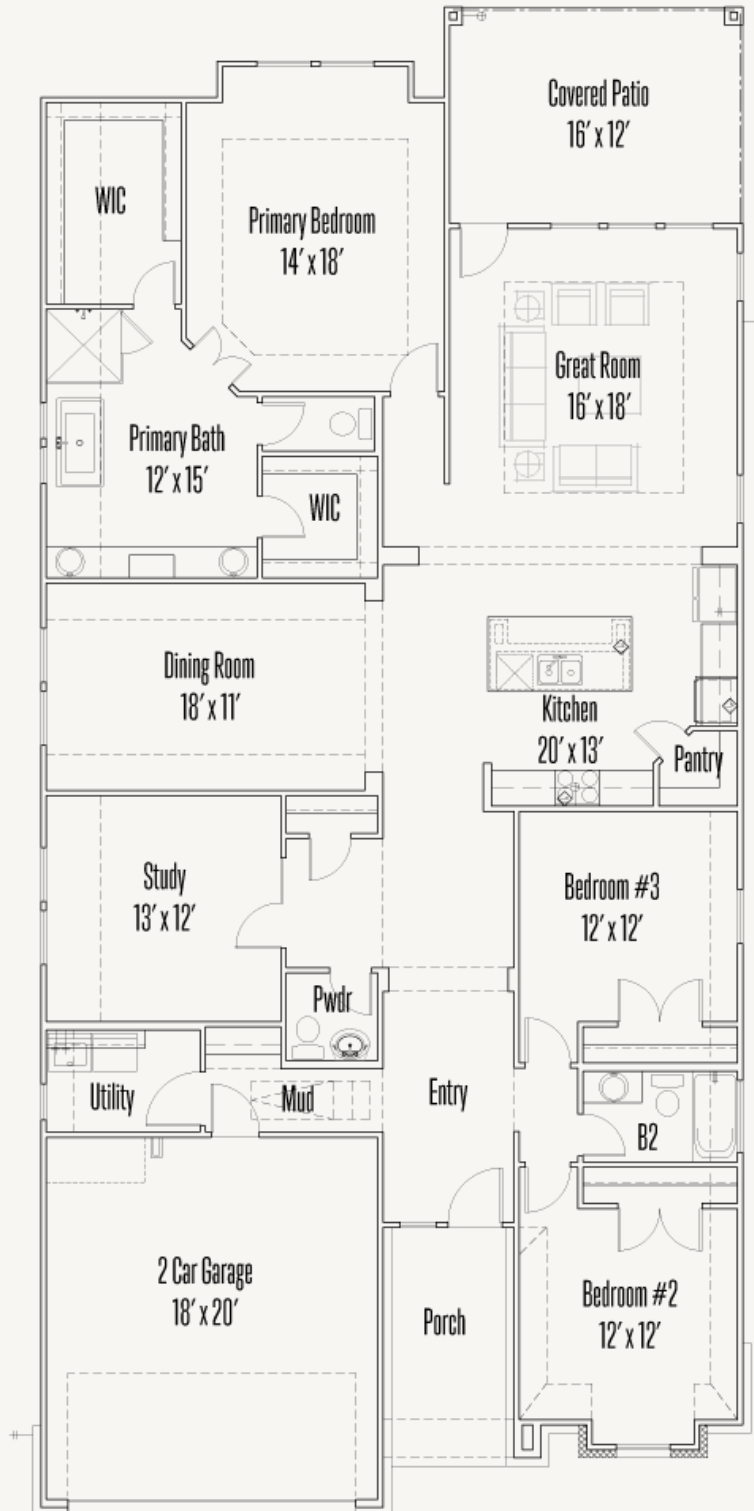 Covered Patio
16' x 12'
WIC
Primary Bedroom
14' x 18'
Great Room
16' x 18'
Primary Bath
12' x 15'
WIC
Dining Room
18' x 11'
Kitchen
20' x 13'
Pantry
Study
13' x 12'
Bedroom #3
12' x 12'
Pwdr
Utility
Mud
Entry
B2
2 Car Garage
18' x 20'
Porch
Bedroom #2
12' x 12'